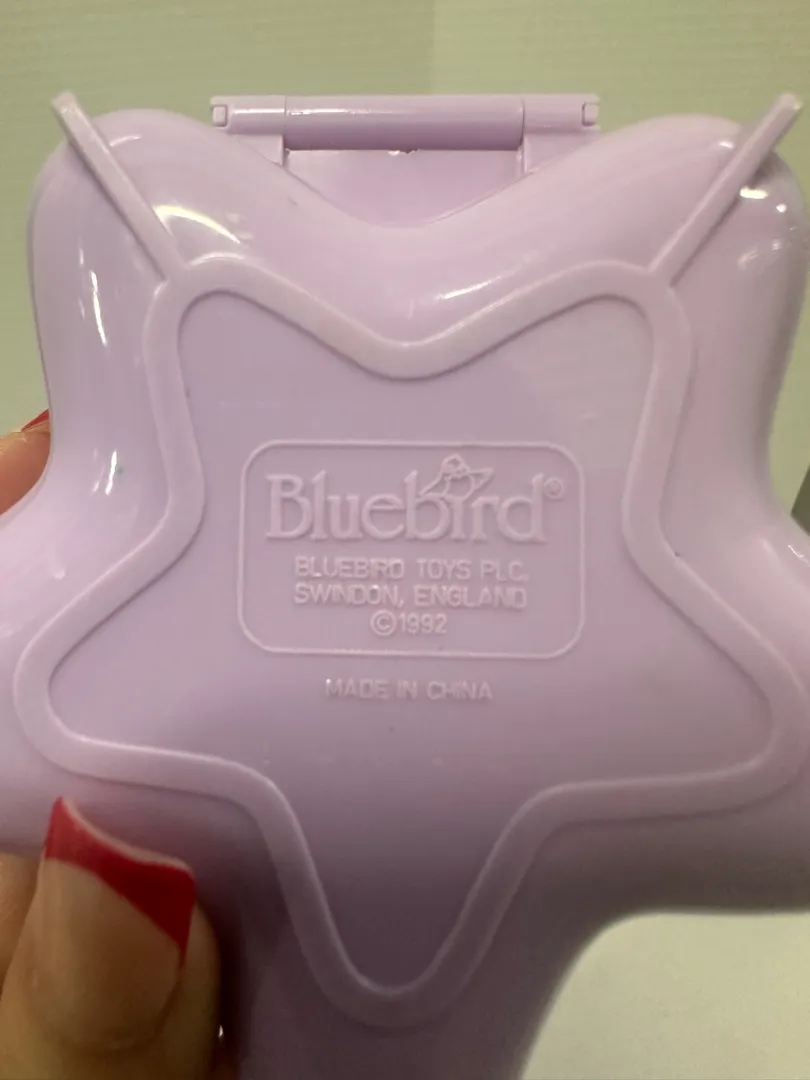 Bluebird®
BLUEBIRD TOYS PLC.
SWINDON, ENGLAND
©1992
MADE IN CHINA